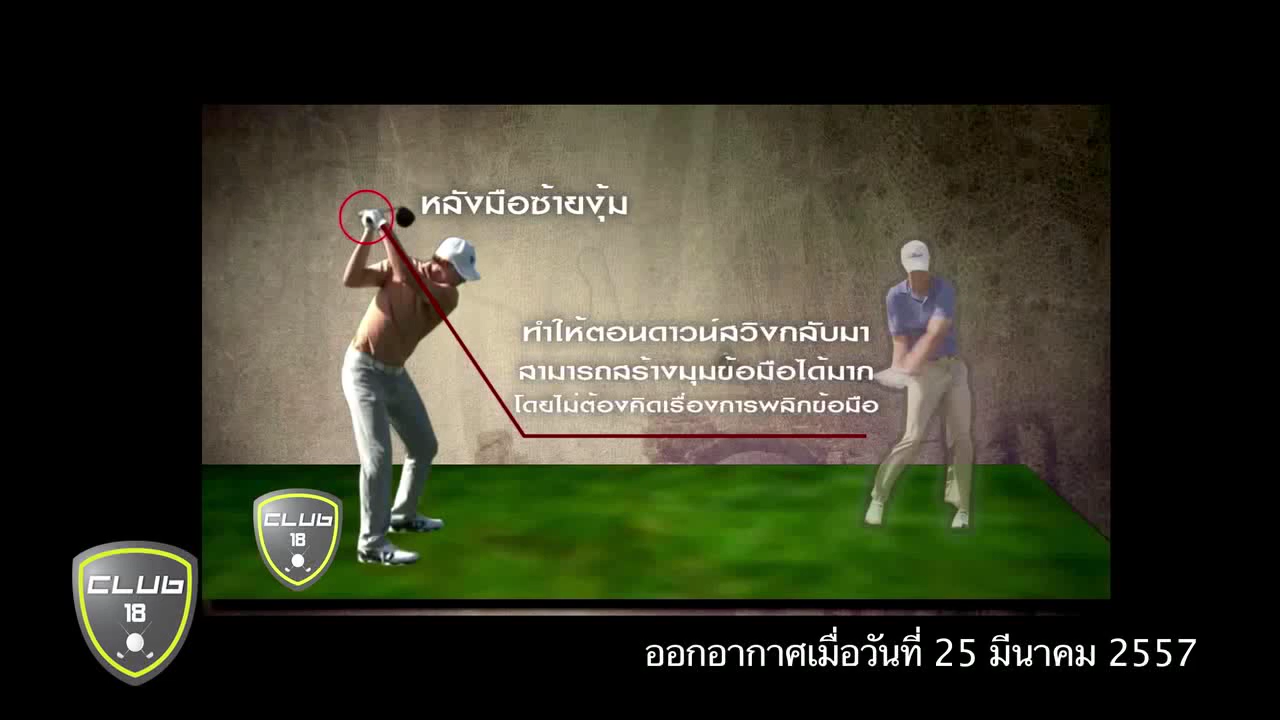 หลังมือซ้ายงุ้ม
ทำให้ตอนดาวน์สวิงกลับมา
สามารถสร้างมุมข้อมือได้มาก
โดยไม่ต้องคิดเรื่องการพลิกข้อมือ
CLUb
18
CLUb
18
ออกอากาศเมื่อวันที่ 25 มีนาคม 2557